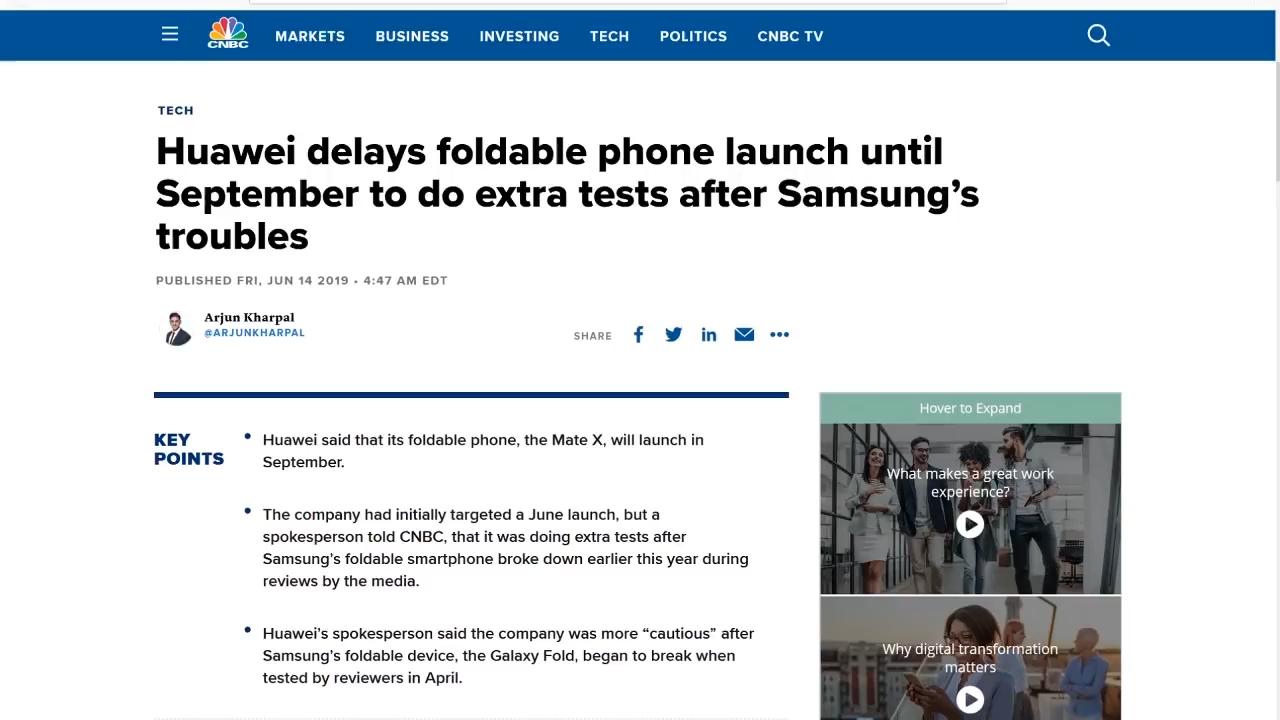 CNBC
MARKETS
BUSINESS
INVESTING
TECH
POLITICS
CNBC TV
TECH
Huawei delays foldable phone launch until
September to do extra tests after Samsung’s
troubles
PUBLISHED FRI, JUN 14 2019 • 4:47 AM EDT
Arjun Kharpal
@ARJUNKHARPAL
SHARE
KEY
POINTS
• Huawei said that its foldable phone, the Mate X, will launch in
September.
• The company had initially targeted a June launch, but a
spokesperson told CNBC, that it was doing extra tests after
Samsung’s foldable smartphone broke down earlier this year during
reviews by the media.
• Huawei’s spokesperson said the company was more “cautious” after
Samsung’s foldable device, the Galaxy Fold, began to break when
tested by reviewers in April.
Hover to Expand
What makes a great work
experience?
Why digital transformation
matters